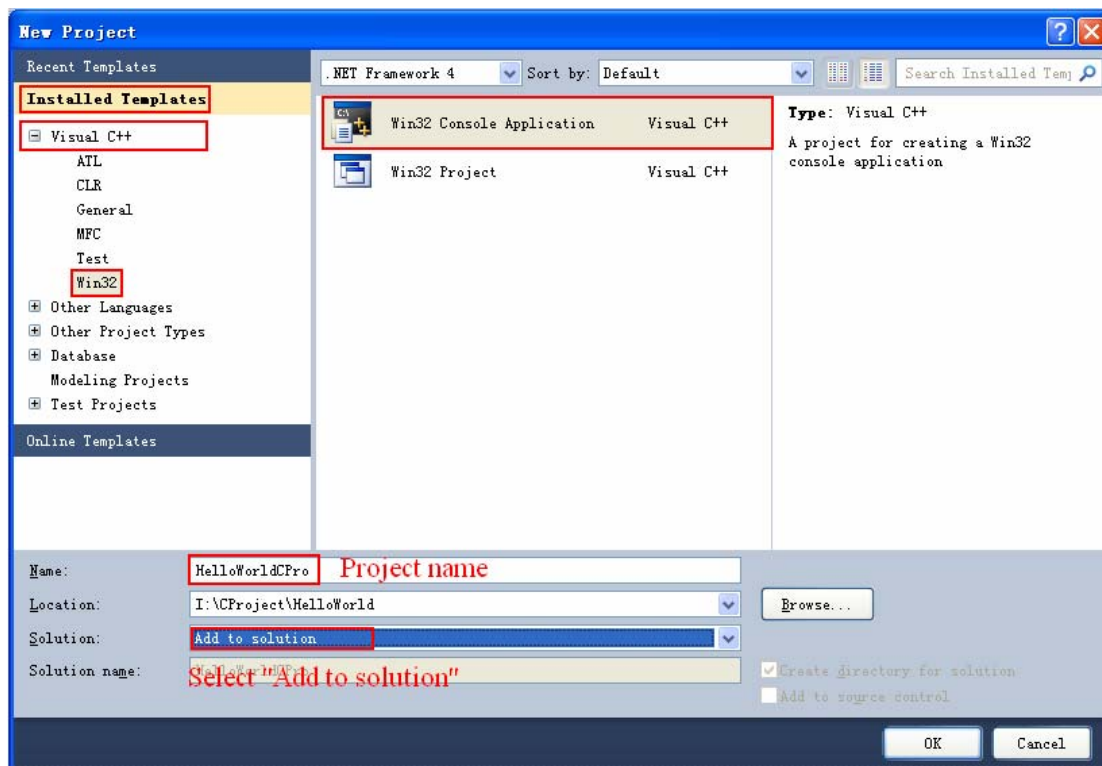 New Project
Recent Templates
Installed Templates
Visual C++
ATL
CLR
General
MFC
Test
Win32
Other Languages
Other Project Types
Database
Modeling Projects
Test Projects
Online Templates
.NET Framework 4 Sort by: Default Search Installed Tem
Win32 Console Application Visual C++
Win32 Project Visual C++
Type: Visual C++
A project for creating a Win32
console application
Name: HelloWorldCPro Project name
Location: I:\CProject\HelloWorld Browse...
Solution: Add to solution
Solution name: HelloWorldCPro Create directory for solution
Select "Add to solution"
Add to source control
OK Cancel